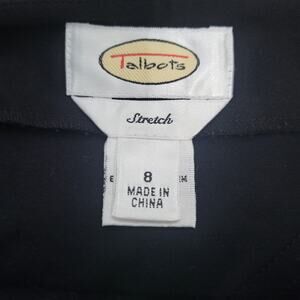 Talbots
Stretch
8
MADE IN
CHINA